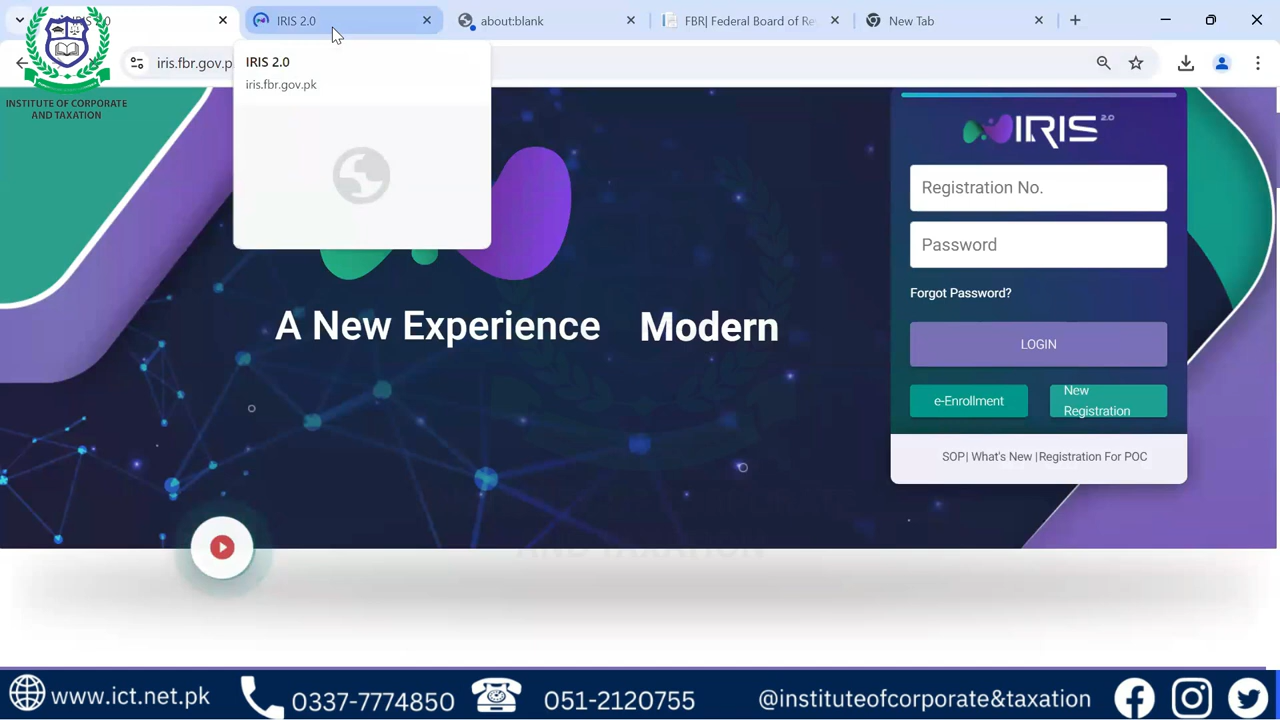 IRIS 2.0
about:blank
FBR| Federal Board of Re
New Tab
iris.fbr.gov.p
IRIS 2.0
iris.fbr.gov.pk
INSTITUTE OF CORPORATE
AND TAXATION
IRIS 2.0
Registration No.
Password
Forgot Password?
LOGIN
e-Enrollment
New
Registration
SOP| What's New |Registration For POC
A New Experience Modern
AND TAXATION
www.ict.net.pk
0337-7774850
051-2120755
@instituteofcorporate&taxation